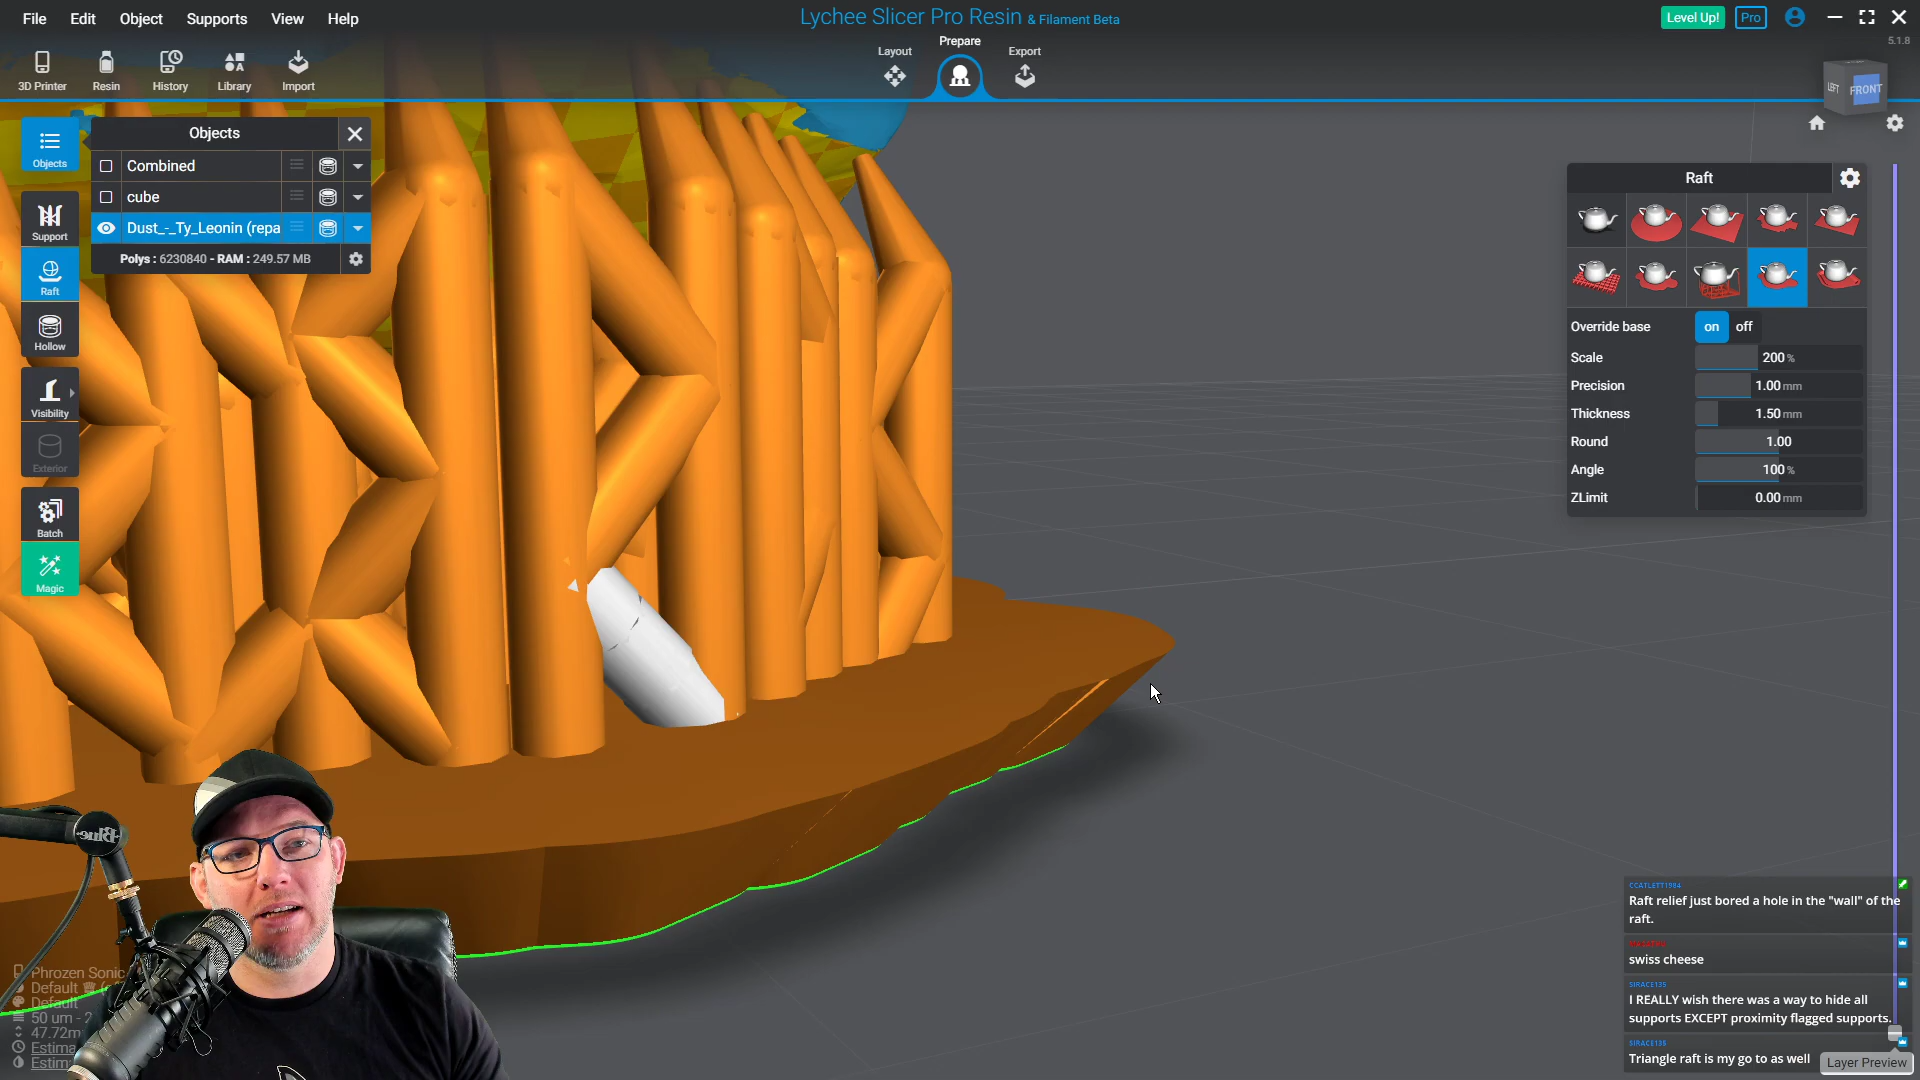 File Edit Object Supports View Help
Lychee Slicer Pro Resin & Filament Beta
Level Up! Pro
5.1.8
3D Printer Resin History Library Import
Layout Prepare Export
LEFT FRONT
Objects
Objects
Combined
cube
Dust_-_Ty_Leonin (repa
Polys : 6230840 - RAM : 249.57 MB
Support
Raft
Hollow
Visibility
Exterior
Batch
Magic
Raft
Override base on off
Scale 200 %
Precision 1.00 mm
Thickness 1.50 mm
Round 1.00
Angle 100 %
ZLimit 0.00 mm
Blue
Phrozen Sonic
Default
Default
50 um - 2
47.72m
Estima
Estim
CCATLETT1984
Raft relief just bored a hole in the "wall" of the
raft.
swiss cheese
SIRACE135
I REALLY wish there was a way to hide all
supports EXCEPT proximity flagged supports.
SIRACE135
Triangle raft is my go to as well
Layer Preview